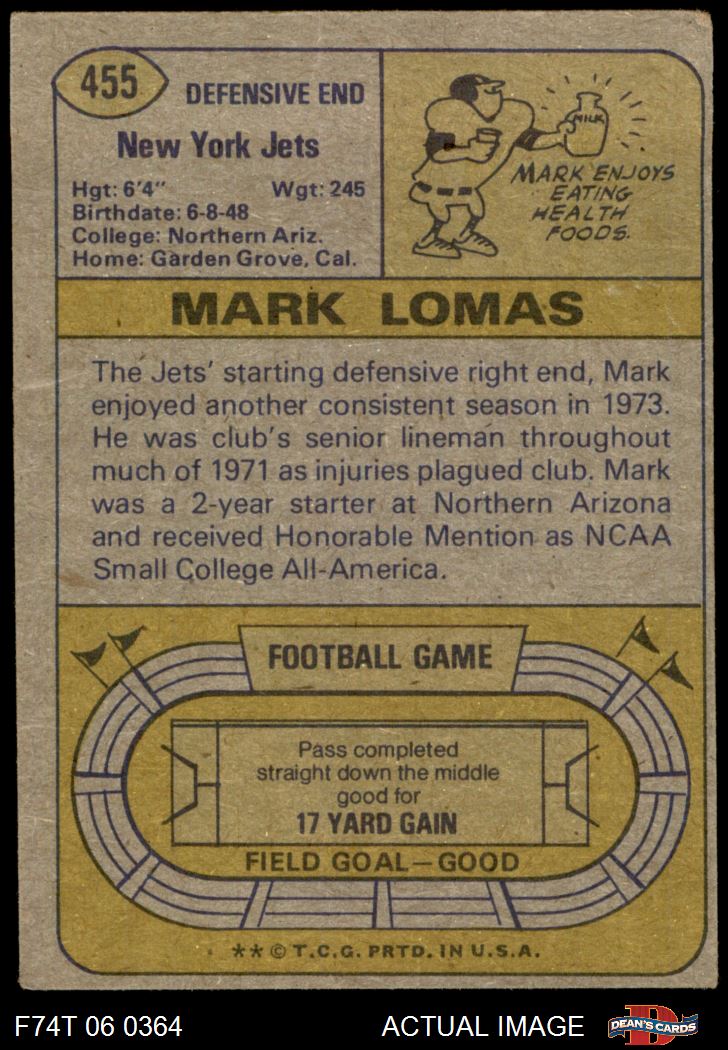 455
DEFENSIVE END
New York Jets
Hgt: 6'4" Wgt: 245
Birthdate: 6-8-48
College: Northern Ariz.
Home: Garden Grove, Cal.
MILK
MARK ENJOYS
EATING
HEALTH
FOODS.
MARK LOMAS
The Jets' starting defensive right end, Mark
enjoyed another consistent season in 1973.
He was club's senior lineman throughout
much of 1971 as injuries plagued club. Mark
was a 2-year starter at Northern Arizona
and received Honorable Mention as NCAA
Small College All-America.
FOOTBALL GAME
Pass completed
straight down the middle
good for
17 YARD GAIN
FIELD GOAL—GOOD
** © T.C.G. PRTD. IN U.S.A.
F74T 06 0364 ACTUAL IMAGE
D
DEAN'S CARDS